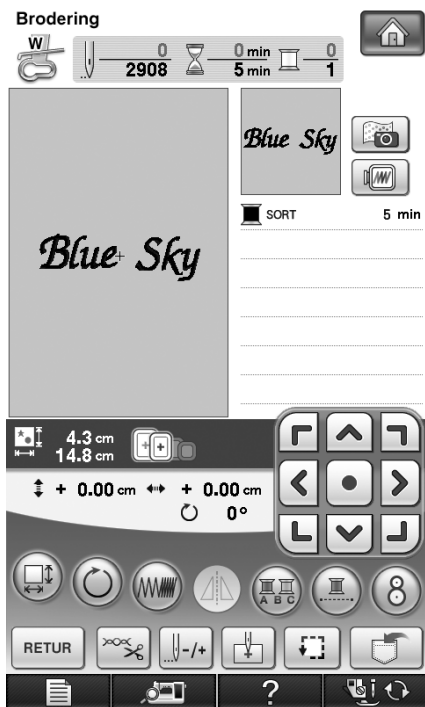 Brodering
W
0 0 min 0
2908 5 min 1
Blue Sky
SORT 5 min
Blue Sky
4.3 cm
14.8 cm
+ 0.00 cm + 0.00 cm
0°
A B C
RETUR -/+
?